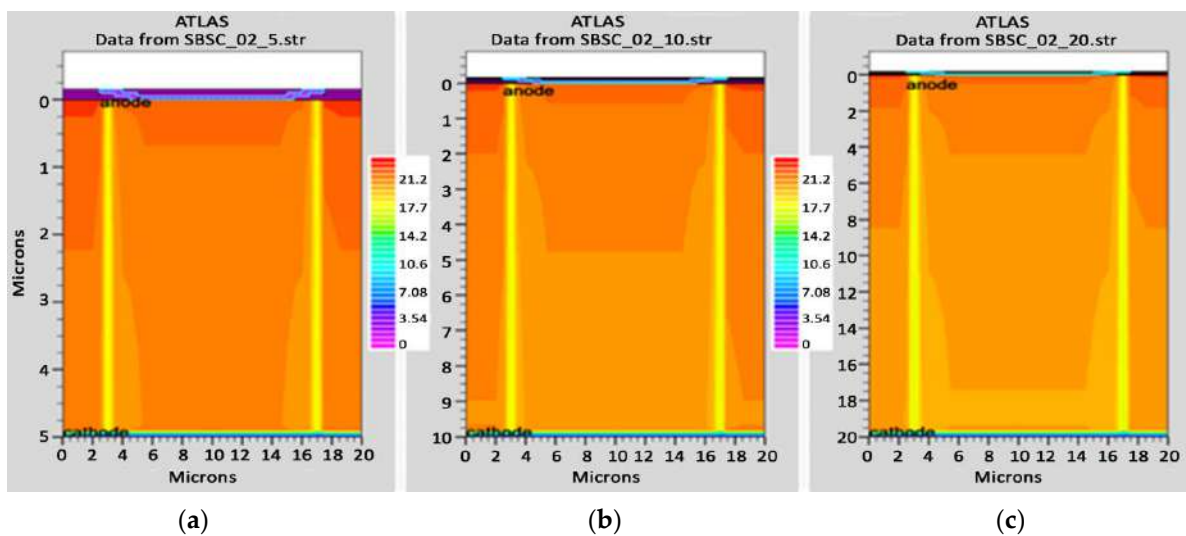 ATLAS
Data from SBSC_02_5.str
anode
0
1
2
3
4
5
Microns
cathode
0 2 4 6 8 10 12 14 16 18 20
Microns
21.2
17.7
14.2
10.6
7.08
3.54
0
(a)
ATLAS
Data from SBSC_02_10.str
anode
0
1
2
3
4
5
6
7
8
9
10
cathode
0 2 4 6 8 10 12 14 16 18 20
Microns
21.2
17.7
14.2
10.6
7.08
3.54
0
(b)
ATLAS
Data from SBSC_02_20.str
anode
0
2
4
6
8
10
12
14
16
18
20
cathode
0 2 4 6 8 10 12 14 16 18 20
Microns
(c)